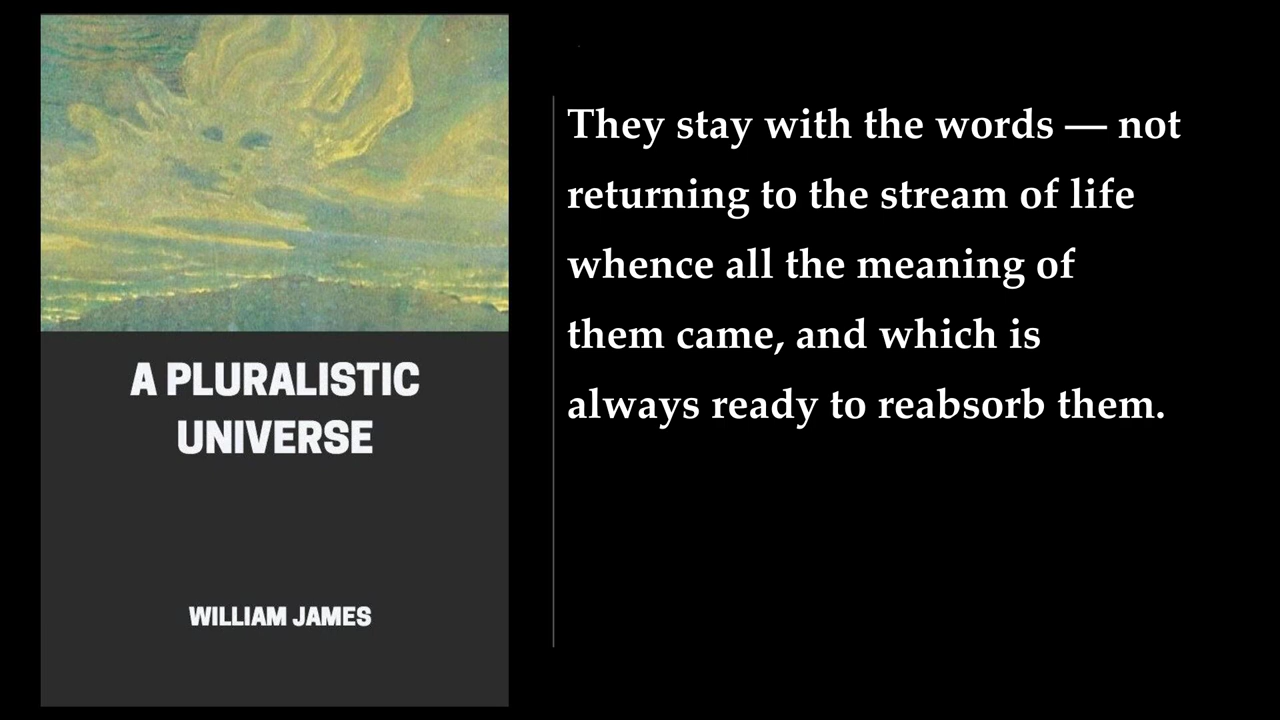 A PLURALISTIC
UNIVERSE
WILLIAM JAMES
They stay with the words — not
returning to the stream of life
whence all the meaning of
them came, and which is
always ready to reabsorb them.